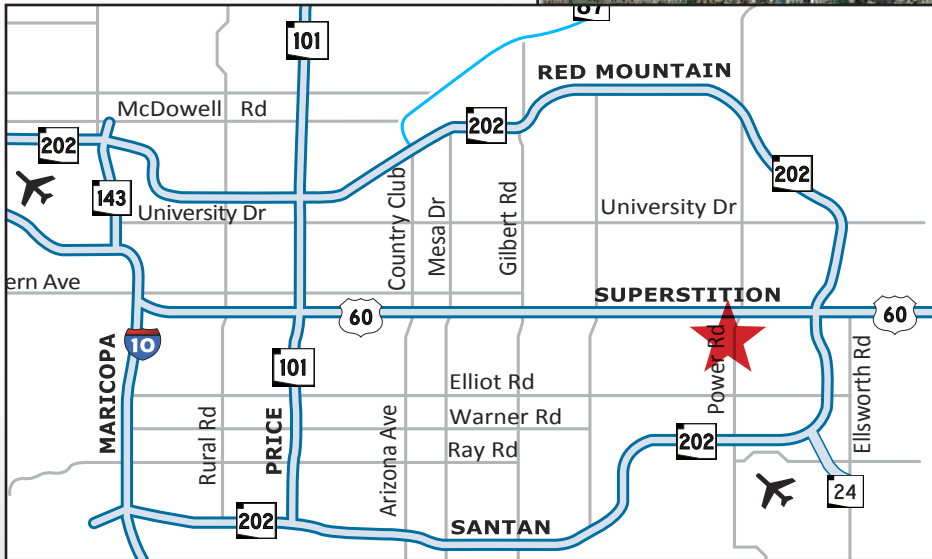 87
101
RED MOUNTAIN
McDowell Rd
202
202
202
143
University Dr
University Dr
Country Club
Mesa Dr
Gilbert Rd
ern Ave
SUPERSTITION
60
60
10
MARICOPA
101
PRICE
Rural Rd
Elliot Rd
Warner Rd
Ray Rd
Arizona Ave
Power Rd
Ellsworth Rd
202
24
202
SANTAN